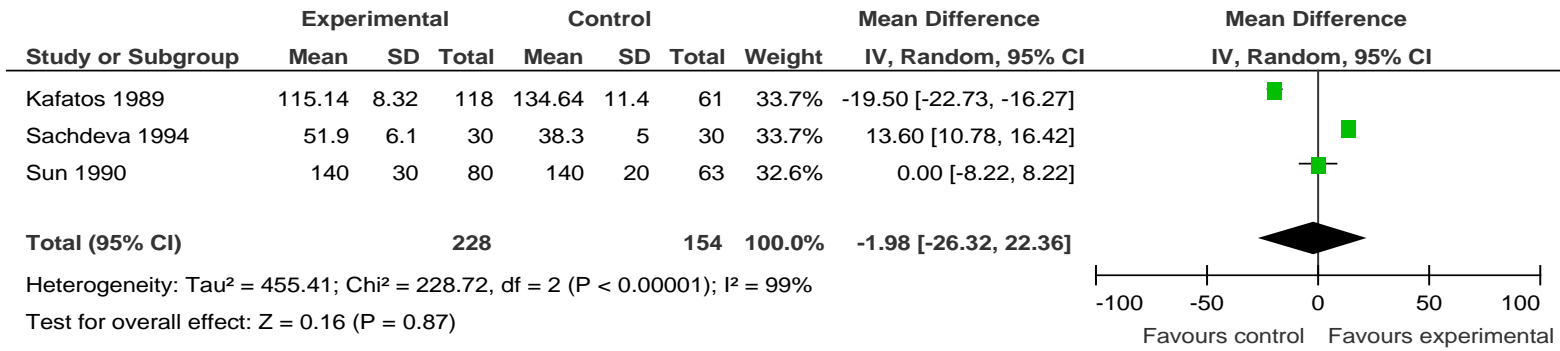 Experimental Control Mean Difference Mean Difference
Study or Subgroup Mean SD Total Mean SD Total Weight IV, Random, 95% CI IV, Random, 95% CI
Kafatos 1989 115.14 8.32 118 134.64 11.4 61 33.7% -19.50 [-22.73, -16.27]
Sachdeva 1994 51.9 6.1 30 38.3 5 30 33.7% 13.60 [10.78, 16.42]
Sun 1990 140 30 80 140 20 63 32.6% 0.00 [-8.22, 8.22]
Total (95% CI) 228 154 100.0% -1.98 [-26.32, 22.36]
Heterogeneity: Tau² = 455.41; Chi² = 228.72, df = 2 (P < 0.00001); I² = 99%
Test for overall effect: Z = 0.16 (P = 0.87)
-100 -50 0 50 100
Favours control Favours experimental